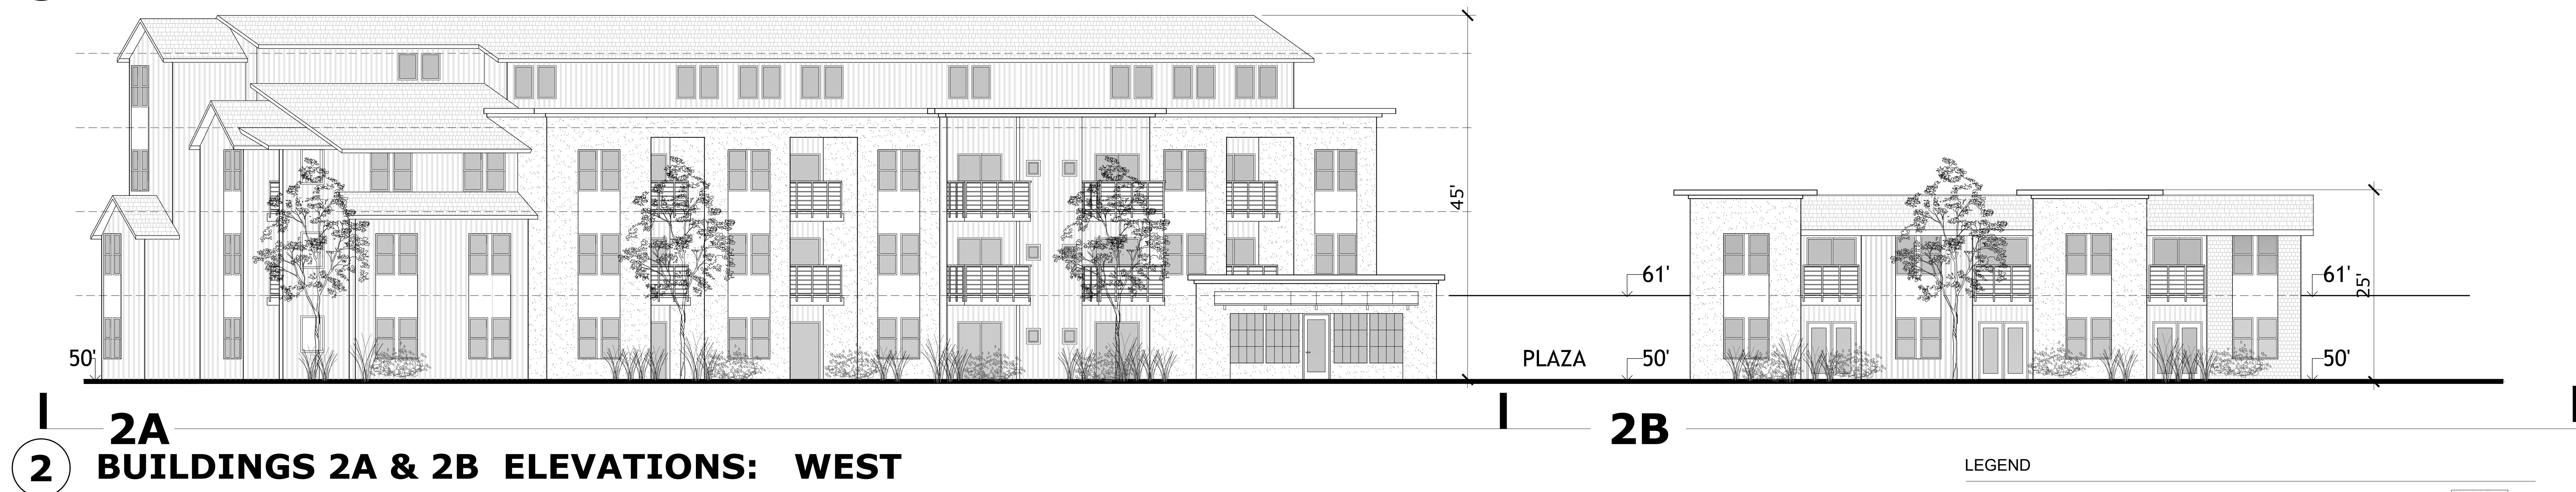 45'
61'
61'
25'
50'
PLAZA
50'
50'
2A
2B
2 BUILDINGS 2A & 2B ELEVATIONS: WEST
LEGEND